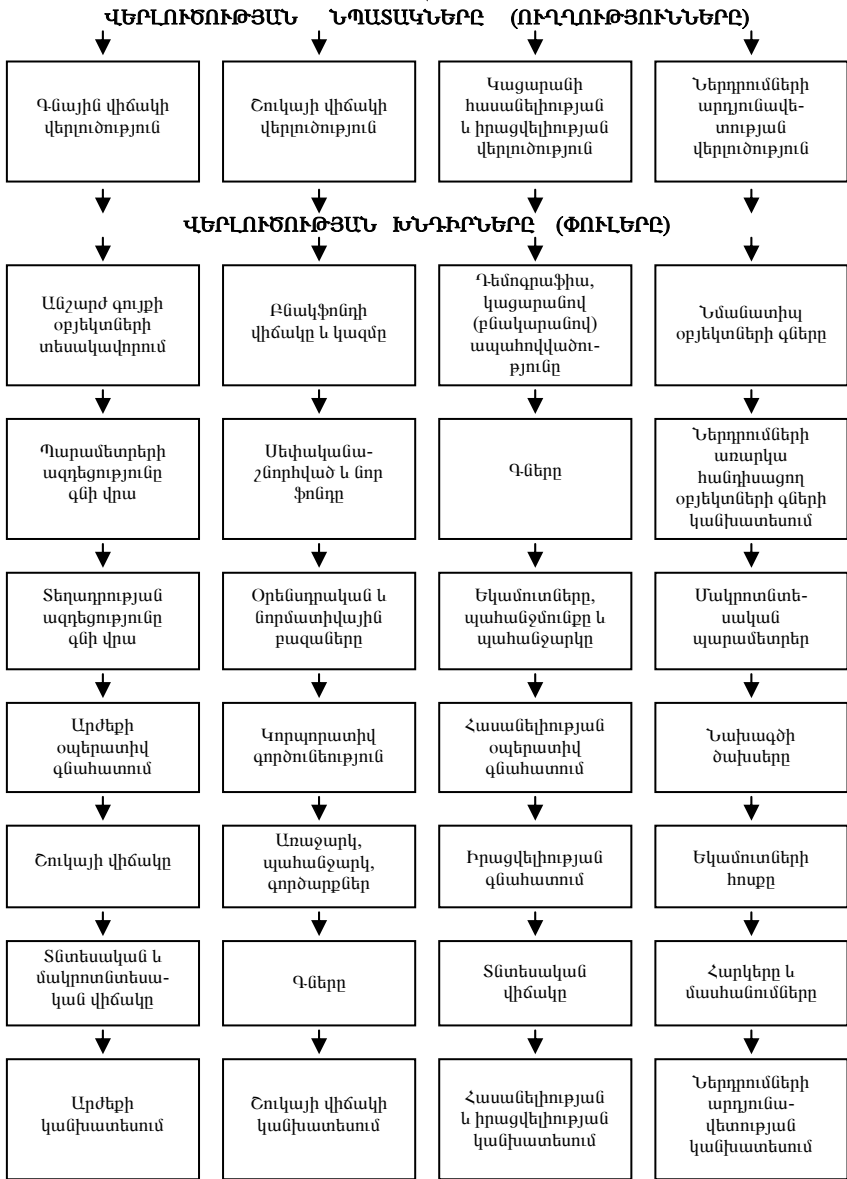 ՎԵՐԼՈՒԾՈՒԹՅԱՆ ՆՊԱՏԱԿՆԵՐԸ (ՈՒՂՂՈՒԹՅՈՒՆՆԵՐԸ)
Գնային վիճակի
վերլուծություն
Շուկայի վիճակի
վերլուծություն
Կացարանի
հասանելիության
և իրացվելիության
վերլուծություն
Ներդրումների
արդյունավե-
տության
վերլուծություն
ՎԵՐԼՈՒԾՈՒԹՅԱՆ ԽՆԴԻՐՆԵՐԸ (ՓՈՒԼԵՐԸ)
Անշարժ գույքի
օբյեկտների
տեսակավորում
Բնակֆոնդի
վիճակը և կազմը
Դեմոգրաֆիա,
կացարանով
(բնակարանով)
ապահովվածու-
թյունը
Նմանատիպ
օբյեկտների գները
Պարամետրերի
ազդեցությունը
գնի վրա
Սեփականա-
շնորհված և նոր
ֆոնդը
Գները
Ներդրումների
առարկա
հանդիսացող
օբյեկտների գների
կանխատեսում
Տեղադրության
ազդեցությունը
գնի վրա
Օրենսդրական և
նորմատիվային
բազաները
Եկամուտները,
պահանջմունքը և
պահանջարկը
Մակրոտնտե-
սական
պարամետրեր
Արժեքի
օպերատիվ
գնահատում
Կորպորատիվ
գործունեություն
Հասանելիության
օպերատիվ
գնահատում
Նախագծի
ծախսերը
Շուկայի վիճակը
Առաջարկ,
պահանջարկ,
գործարքներ
Իրացվելիության
գնահատում
Եկամուտների
հոսքը
Տնտեսական և
մակրոտնտեսա-
կան վիճակը
Գները
Տնտեսական
վիճակը
Հարկերը և
մասհանումները
Արժեքի
կանխատեսում
Շուկայի վիճակի
կանխատեսում
Հասանելիության
և իրացվելիության
կանխատեսում
Ներդրումների
արդյունա-
վետության
կանխատեսում